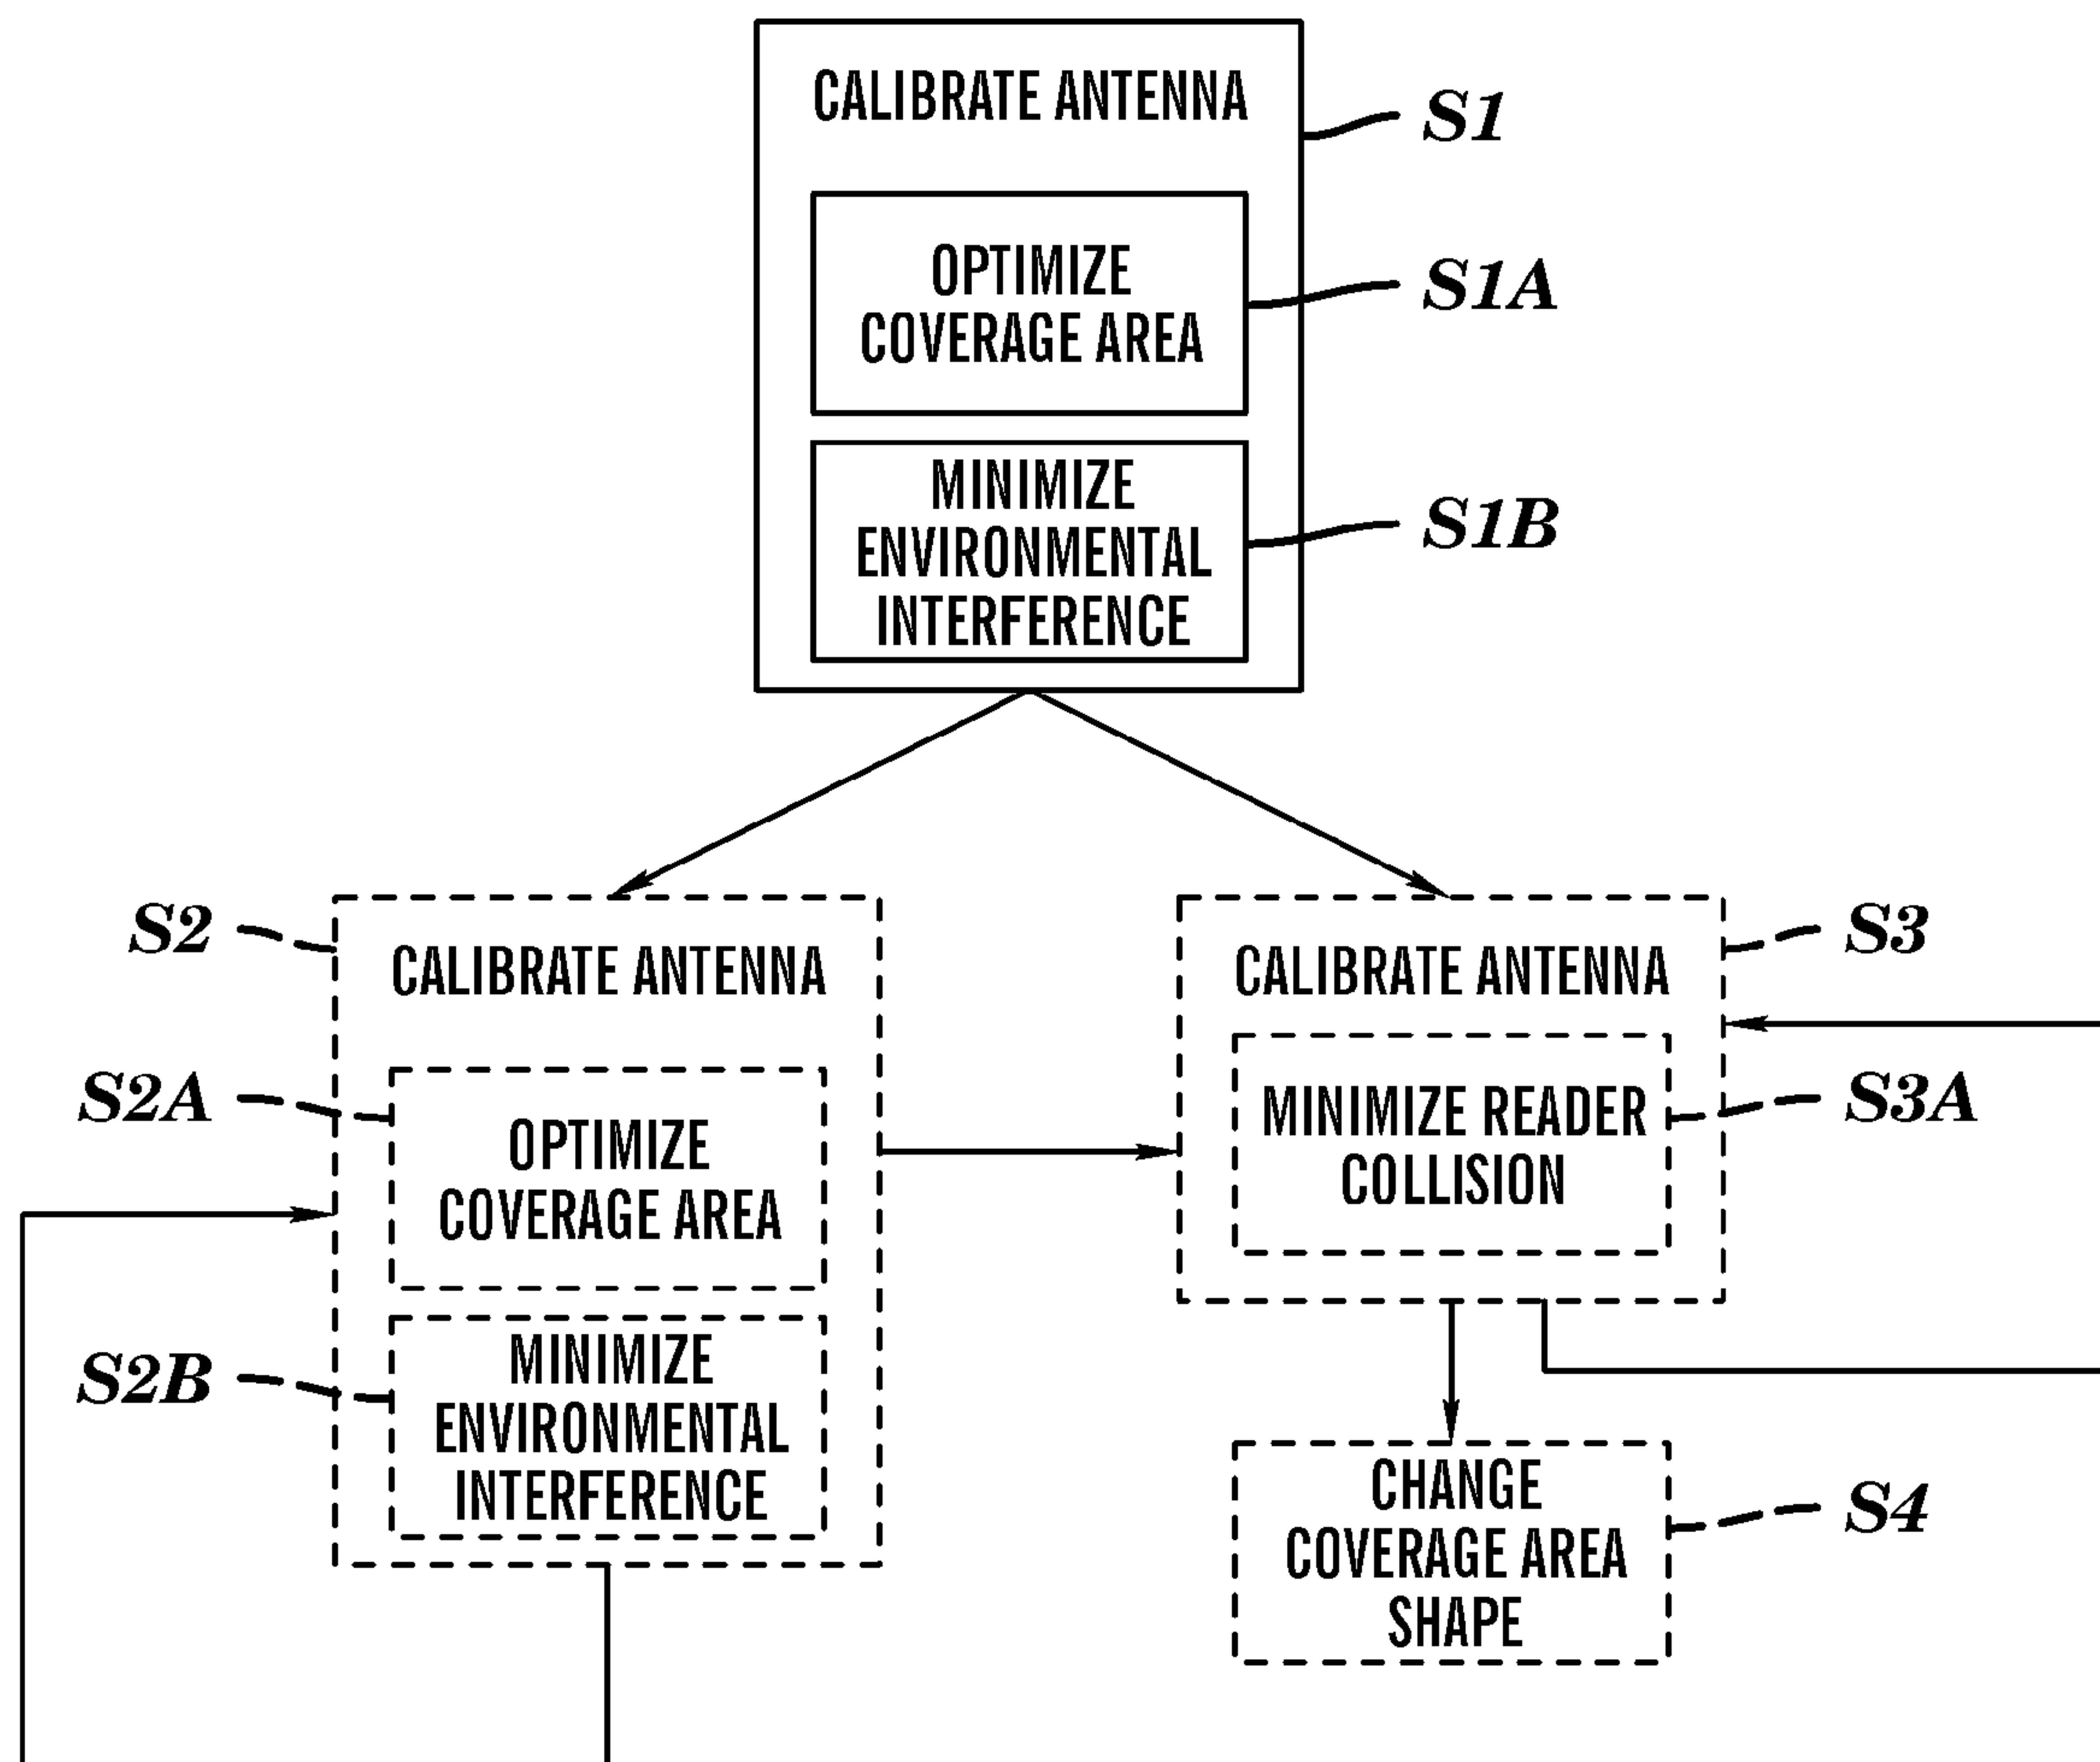 CALIBRATE ANTENNA
S1
OPTIMIZE
COVERAGE AREA
S1A
MINIMIZE
ENVIRONMENTAL
INTERFERENCE
S1B
S2
CALIBRATE ANTENNA
S2A
OPTIMIZE
COVERAGE AREA
S2B
MINIMIZE
ENVIRONMENTAL
INTERFERENCE
CALIBRATE ANTENNA
S3
MINIMIZE READER
COLLISION
S3A
CHANGE
COVERAGE AREA
SHAPE
S4